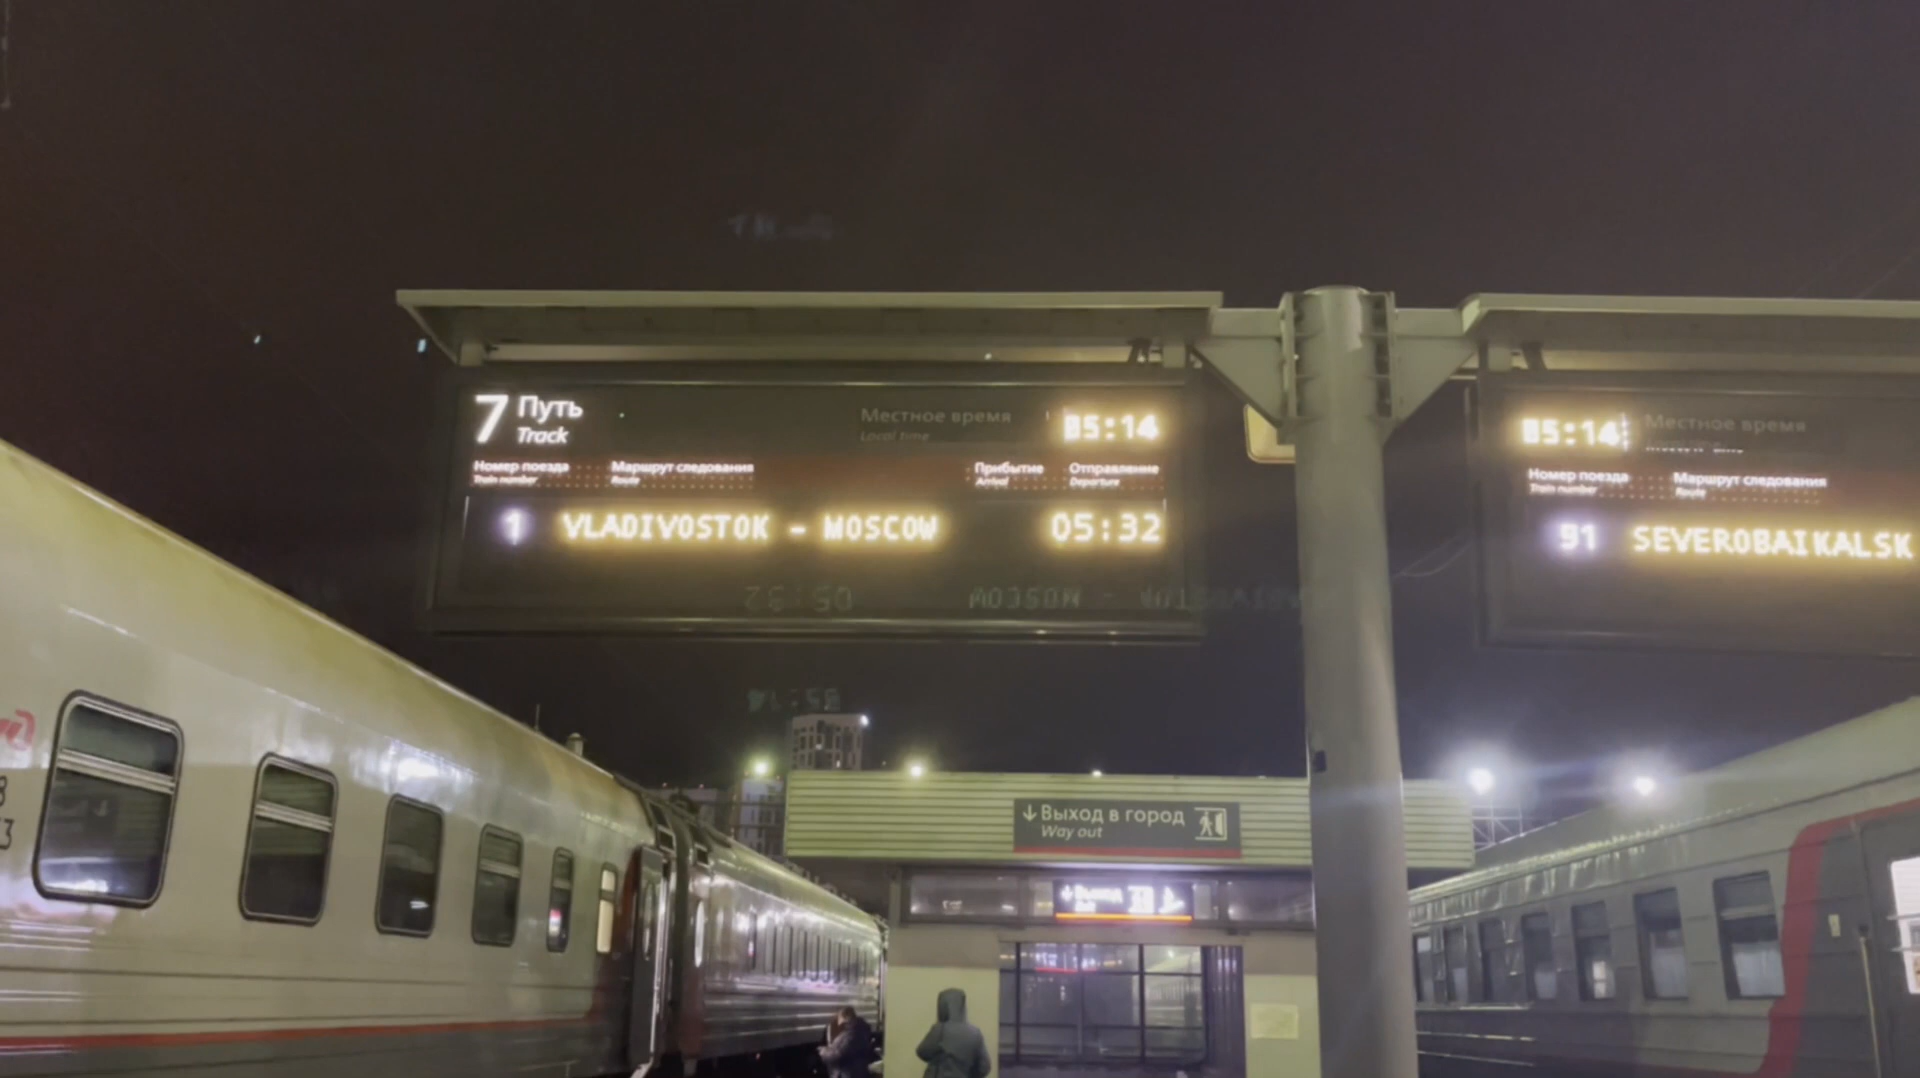 7 Путь
Track
Местное время 05:14
Local time
Номер поезда Маршрут следования Прибытие Отправление
Train number Route Arrival Departure
1 VLADIVOSTOK - MOSCOW 05:32
05:14 Местное время
Номер поезда Маршрут следования
Train number Route
91 SEVEROBAIKALSK
Выход в город
Way out